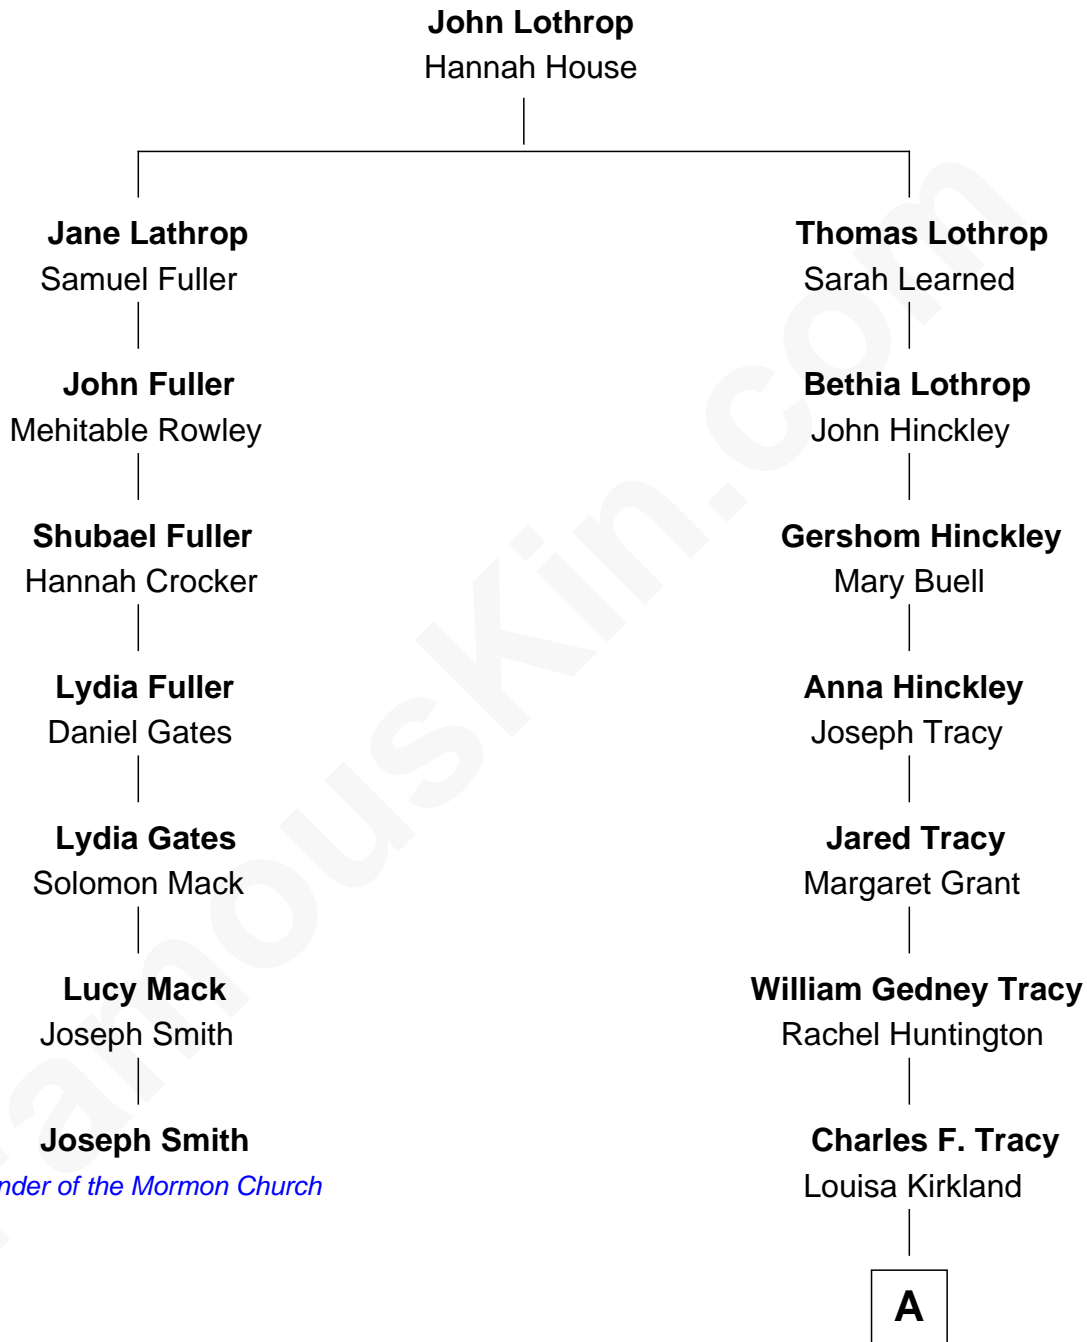 John Lothrop
Hannah House
Jane Lathrop
Samuel Fuller
Thomas Lothrop
Sarah Learned
John Fuller
Mehitable Rowley
Bethia Lothrop
John Hinckley
Shubael Fuller
Hannah Crocker
Gershom Hinckley
Mary Buell
Lydia Fuller
Daniel Gates
Anna Hinckley
Joseph Tracy
Lydia Gates
Solomon Mack
Jared Tracy
Margaret Grant
Lucy Mack
Joseph Smith
William Gedney Tracy
Rachel Huntington
Joseph Smith
nder of the Mormon Church
Charles F. Tracy
Louisa Kirkland
A
FamousKin.com